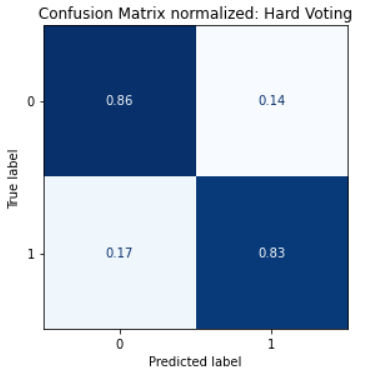 Confusion Matrix normalized: Hard Voting
True label
0
0.86
0.14
1
0.17
0.83
0
1
Predicted label